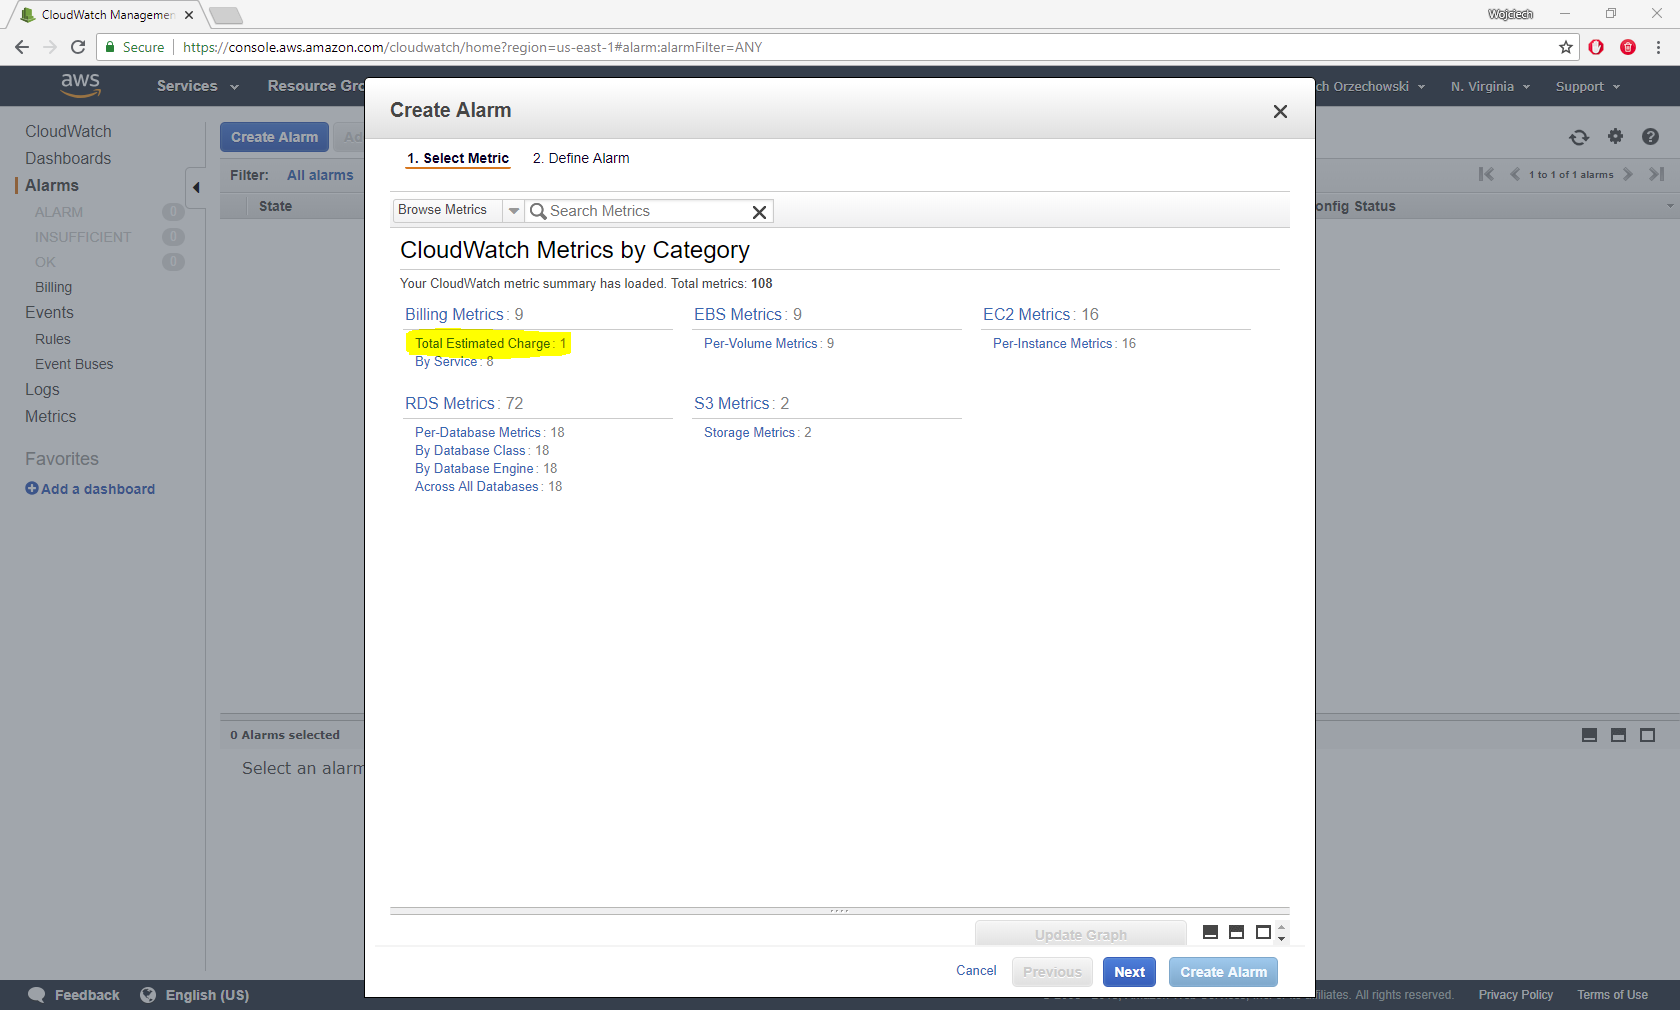 CloudWatch Managemen
Wojciech
Secure
https://console.aws.amazon.com/cloudwatch/home?region=us-east-1#alarm:alarmFilter=ANY
aws
Services
Resource Gro
ch Orzechowski
N. Virginia
Support
CloudWatch
Dashboards
Alarms
ALARM 0
INSUFFICIENT 0
OK 0
Billing
Events
Rules
Event Buses
Logs
Metrics
Favorites
Add a dashboard
Create Alarm
Ad
Filter: All alarms
State
1 to 1 of 1 alarms
onfig Status
0 Alarms selected
Select an alarm
Create Alarm
1. Select Metric
2. Define Alarm
Browse Metrics
Search Metrics
CloudWatch Metrics by Category
Your CloudWatch metric summary has loaded. Total metrics: 108
Billing Metrics: 9
Total Estimated Charge: 1
By Service: 8
EBS Metrics: 9
Per-Volume Metrics: 9
EC2 Metrics: 16
Per-Instance Metrics: 16
RDS Metrics: 72
Per-Database Metrics: 18
By Database Class: 18
By Database Engine: 18
Across All Databases: 18
S3 Metrics: 2
Storage Metrics: 2
Update Graph
Cancel
Previous
Next
Create Alarm
Feedback
English (US)
ffiliates. All rights reserved.
Privacy Policy
Terms of Use